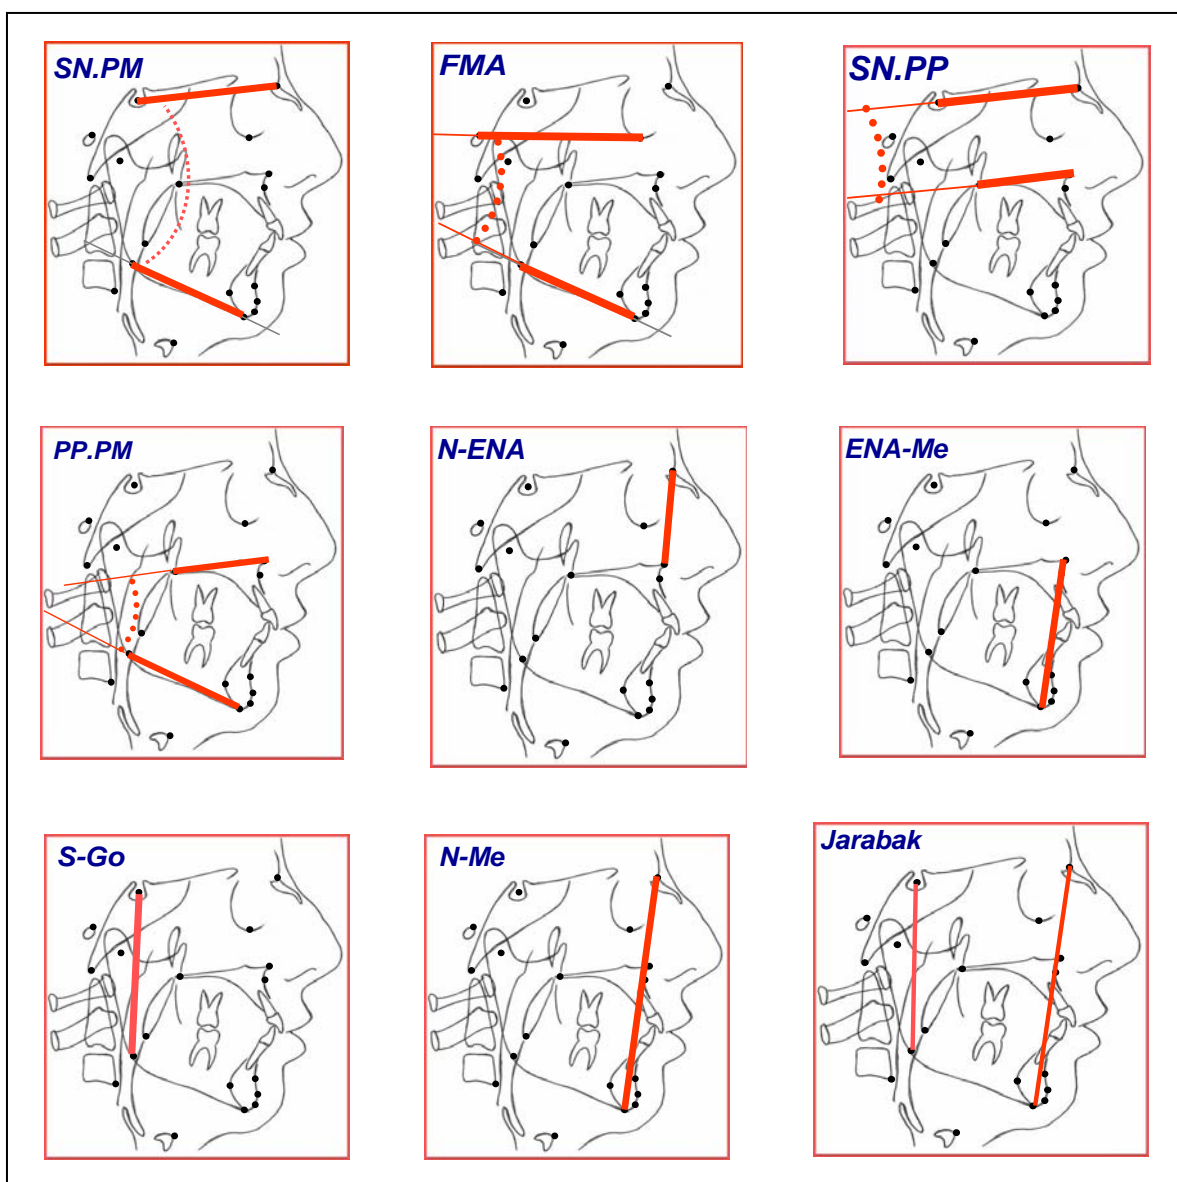 SN.PM
FMA
SN.PP
PP.PM
N-ENA
ENA-Me
S-Go
N-Me
Jarabak